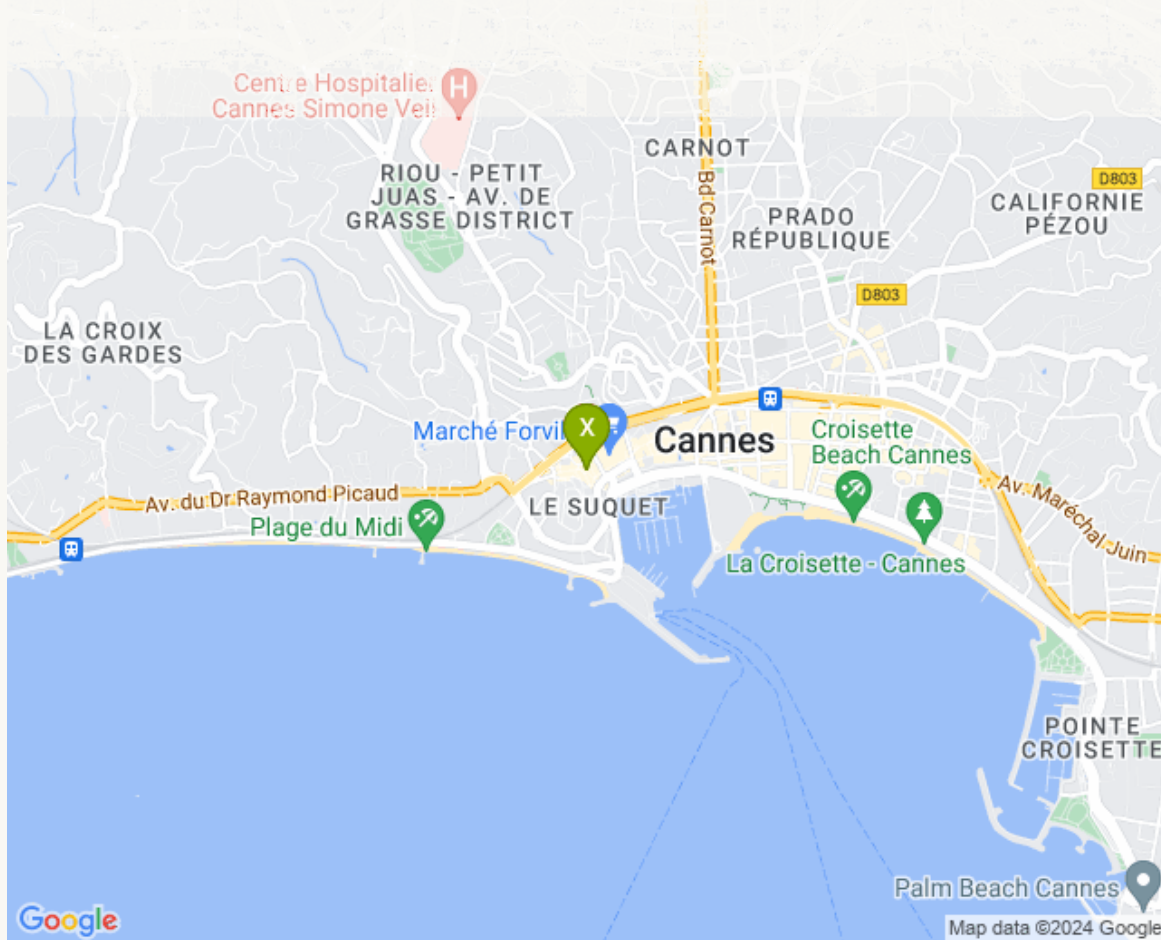 Centre Hospitalier
Cannes Simone Veil
H
CARNOT
RIOU - PETIT
JUAS - AV. DE
GRASSE DISTRICT
Bd Carnot
D803
CALIFORNIE
PÉZOU
PRADO
RÉPUBLIQUE
D803
LA CROIX
DES GARDES
X
Marché Forvil
Cannes
Croisette
Beach Cannes
Av. du Dr Raymond Picaud
LE SUQUET
Plage du Midi
Av. Maréchal Juin
La Croisette - Cannes
POINTE
CROISETTE
Palm Beach Cannes
Google
Map data ©2024 Google